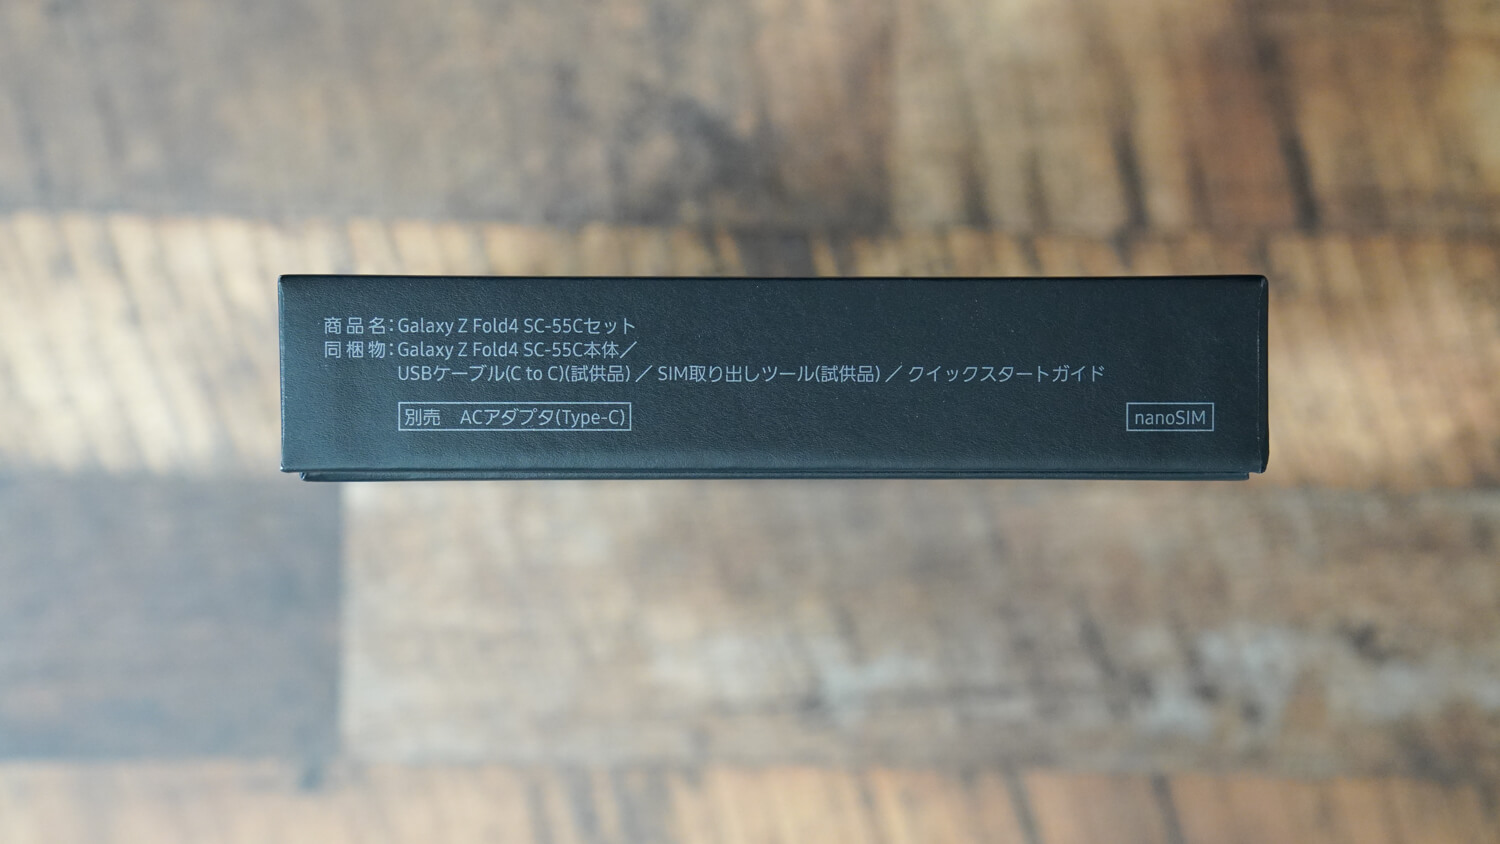 商品名：Galaxy Z Fold4 SC-55Cセット
同梱物：Galaxy Z Fold4 SC-55C本体／
USBケーブル(C to C)(試供品)／SIM取り出しツール(試供品)／クイックスタートガイド
別売　ACアダプタ(Type-C)
nanoSIM